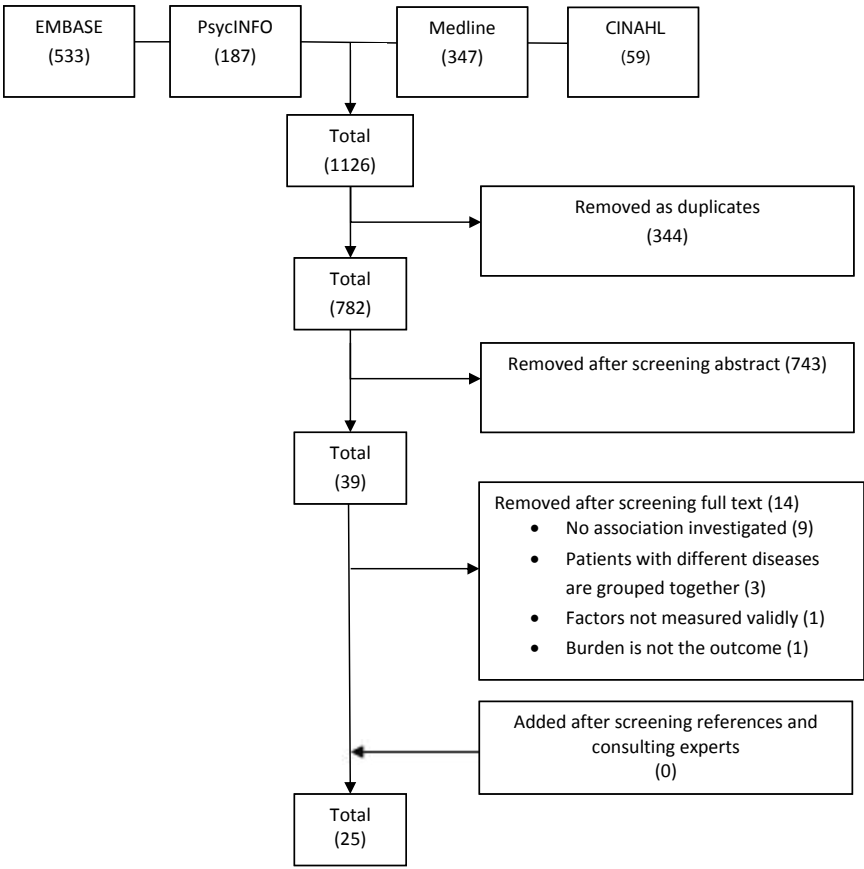 EMBASE
(533)
PsycINFO
(187)
Medline
(347)
CINAHL
(59)
Total
(1126)
Removed as duplicates
(344)
Total
(782)
Removed after screening abstract (743)
Total
(39)
Removed after screening full text (14)
• No association investigated (9)
• Patients with different diseases
are grouped together (3)
• Factors not measured validly (1)
• Burden is not the outcome (1)
Added after screening references and
consulting experts
(0)
Total
(25)